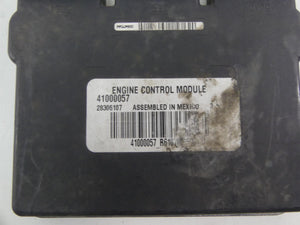 ENGINE CONTROL MODULE
41000057
28306107 ASSEMBLED IN MEXICO
41000057